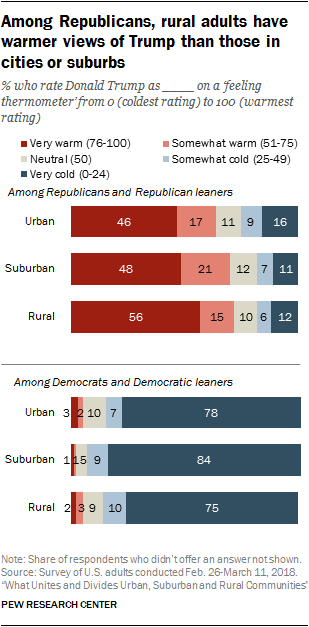 Among Republicans, rural adults have
warmer views of Trump than those in
cities or suburbs
% who rate Donald Trump as ____ on a 'feeling
thermometer' from 0 (coldest rating) to 100 (warmest
rating)
Very warm (76-100) Somewhat warm (51-75)
Neutral (50) Somewhat cold (25-49)
Very cold (0-24)
Among Republicans and Republican leaners
Urban 46 17 11 9 16
Suburban 48 21 12 7 11
Rural 56 15 10 6 12
Among Democrats and Democratic leaners
Urban 3 2 10 7 78
Suburban 1 1 5 9 84
Rural 2 3 9 10 75
Note: Share of respondents who didn't offer an answer not shown.
Source: Survey of U.S. adults conducted Feb. 26-March 11, 2018.
"What Unites and Divides Urban, Suburban and Rural Communities"
PEW RESEARCH CENTER